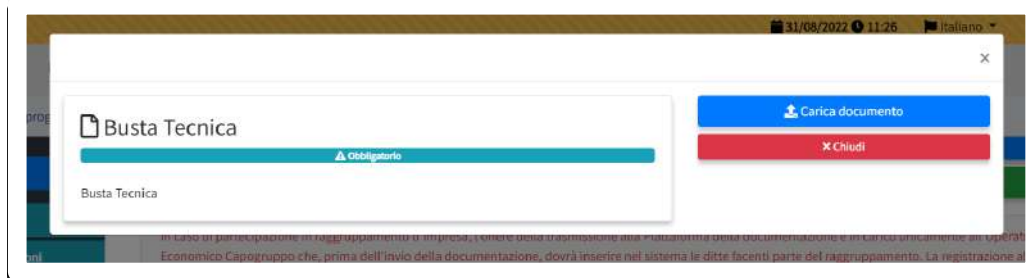 31/08/2022 11:26 Italiano
×
prog
Busta Tecnica
Carica documento
Obbligatorio
× Chiudi
Busta Tecnica
In caso di partecipazione in raggruppamento d'impresa, l'onere della trasmissione alla Piattaforma della documentazione è in carico unicamente all'Operat
oni
Economico Capogruppo che, prima dell'invio della documentazione, dovrà inserire nel sistema le ditte facenti parte del raggruppamento. La registrazione a